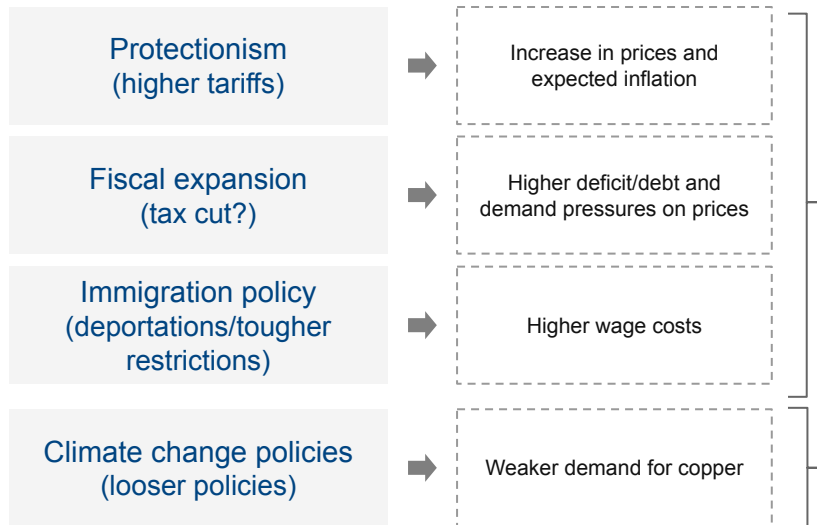 Protectionism
(higher tariffs)
Increase in prices and
expected inflation
Fiscal expansion
(tax cut?)
Higher deficit/debt and
demand pressures on prices
Immigration policy
(deportations/tougher
restrictions)
Higher wage costs
Climate change policies
(looser policies)
Weaker demand for copper